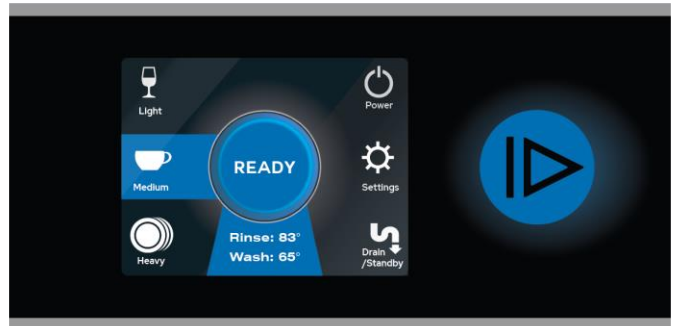 Light
Power
READY
Medium
Settings
Rinse: 83°
Wash: 65°
Heavy
Drain
/Standby